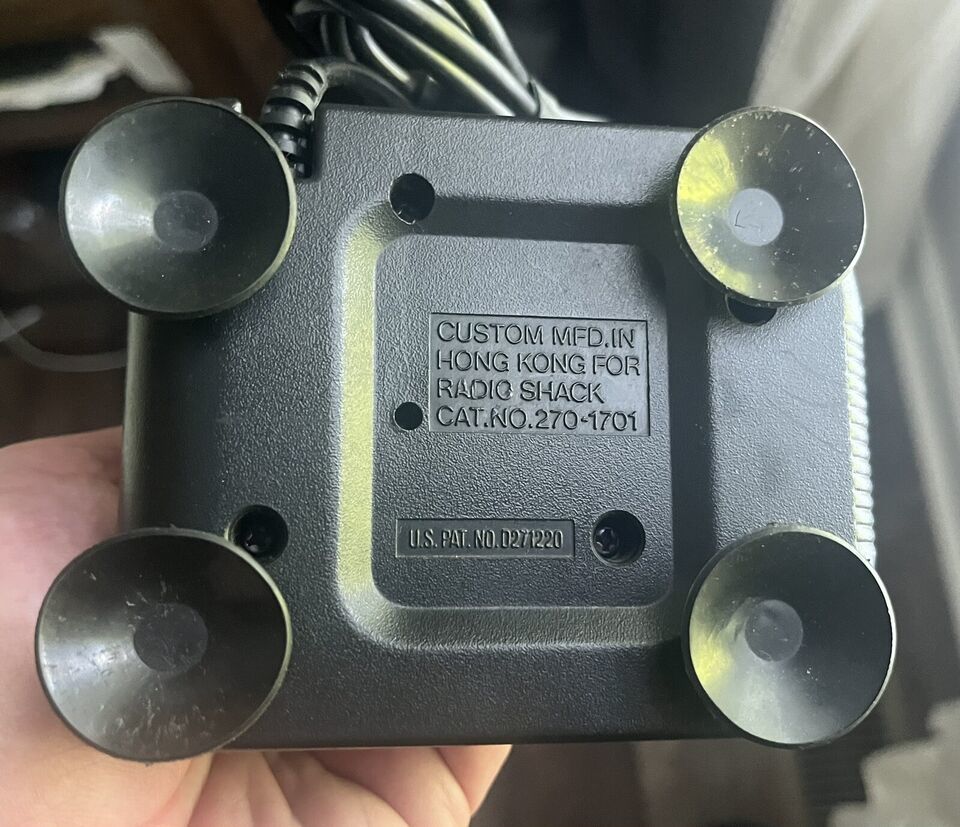 CUSTOM MFD.IN
HONG KONG FOR
RADIO SHACK
CAT.NO.270-1701
U.S. PAT. NO. D271220